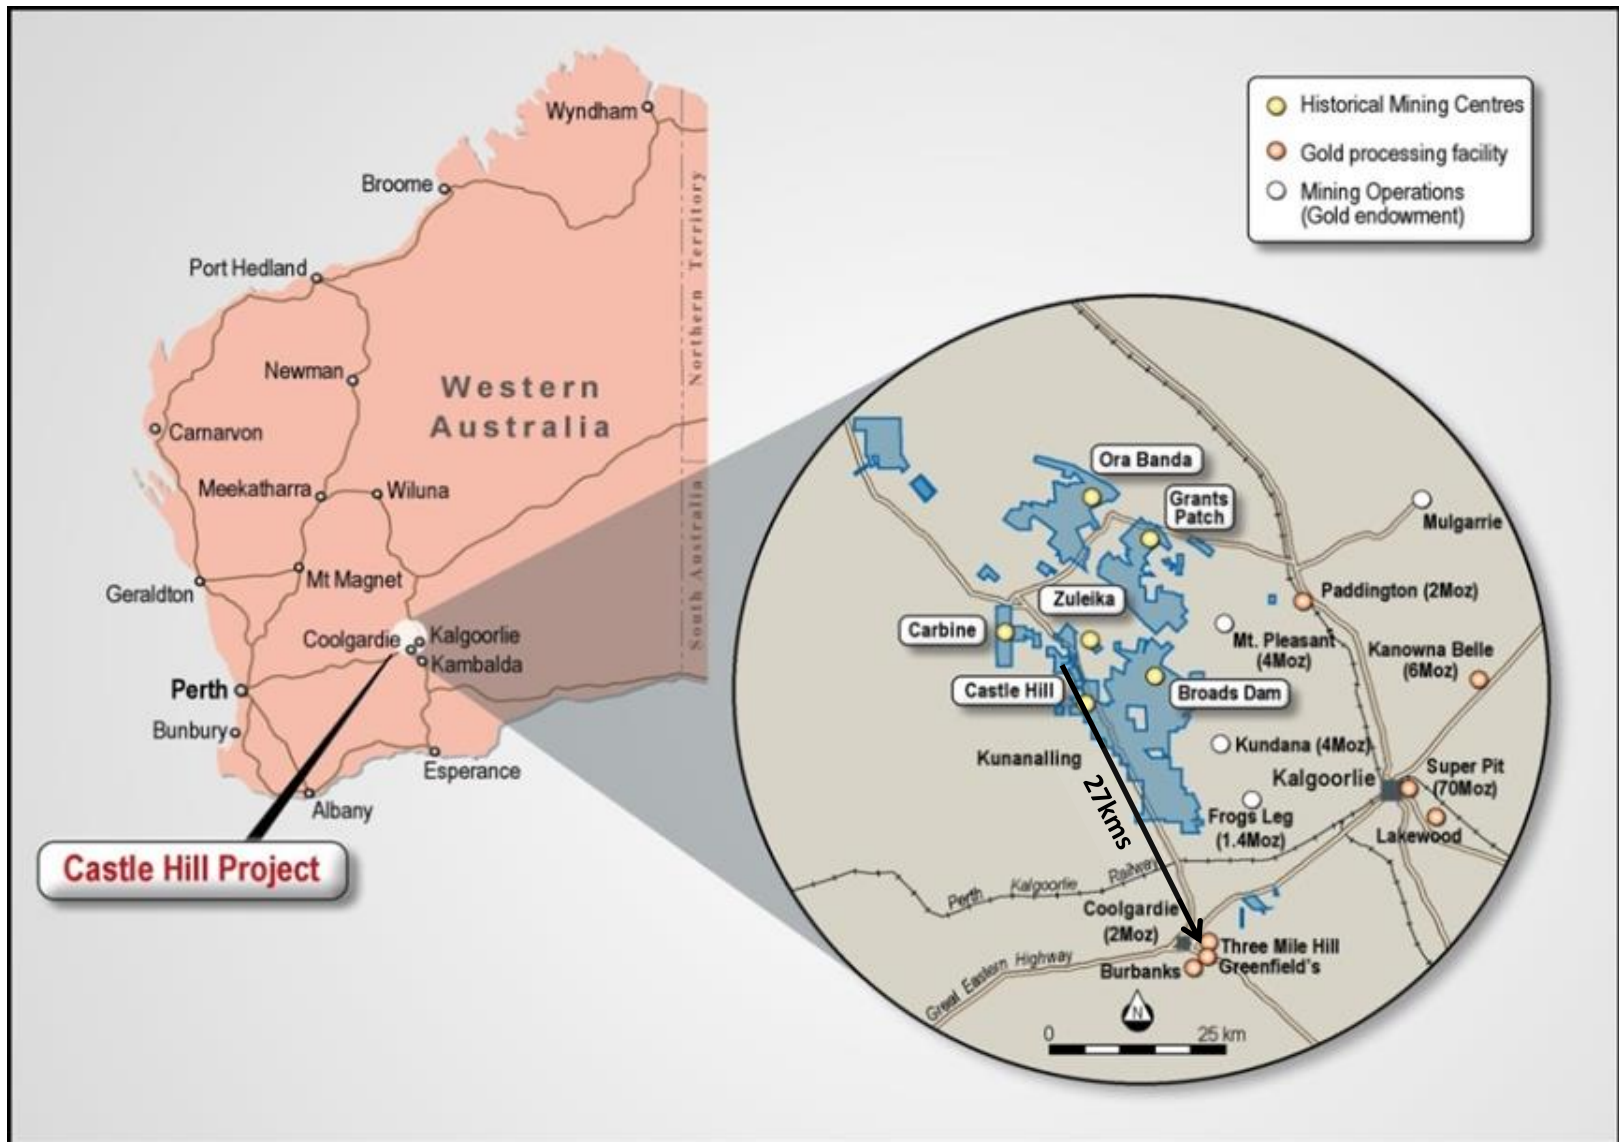 Wyndham
Broome
Port Hedland
Newman
Western
Australia
Carnarvon
Meekatharra
Wiluna
Mt Magnet
Geraldton
Coolgardie
Kalgoorlie
Kambalda
Perth
Bunbury
Esperance
Albany
Northern Territory
South Australia
Castle Hill Project
Historical Mining Centres
Gold processing facility
Mining Operations
(Gold endowment)
Ora Banda
Grants
Patch
Mulgarrie
Zuleika
Paddington (2Moz)
Carbine
Mt. Pleasant
(4Moz)
Kanowna Belle
(6Moz)
Castle Hill
Broads Dam
Kunanalling
Kundana (4Moz)
Kalgoorlie
Super Pit
(70Moz)
27kms
Frogs Leg
(1.4Moz)
Lakewood
Perth Kalgoorlie Railway
Coolgardie
(2Moz)
Three Mile Hill
Greenfield's
Burbanks
Great Eastern Highway
N
0 25 km